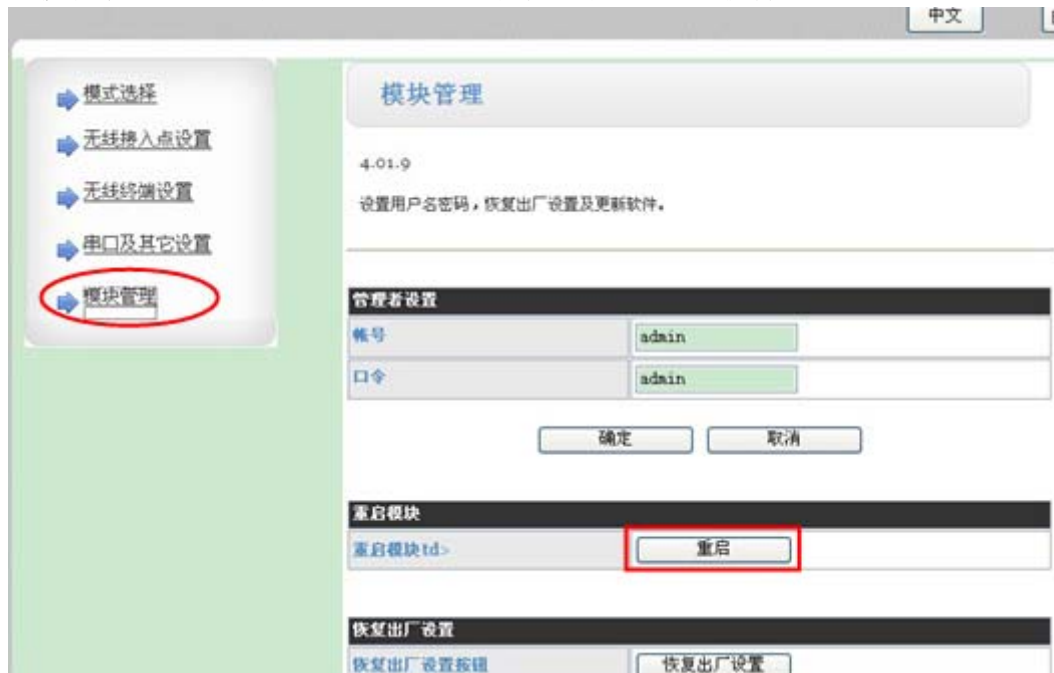 中文
模式选择
无线接入点设置
无线终端设置
串口及其它设置
模块管理
模块管理
4.01.9
设置用户名密码，恢复出厂设置及更新软件。
管理者设置
帐号 admin
口令 admin
确定 取消
重启模块
重启模块td> 重启
恢复出厂设置
恢复出厂设置按钮 恢复出厂设置